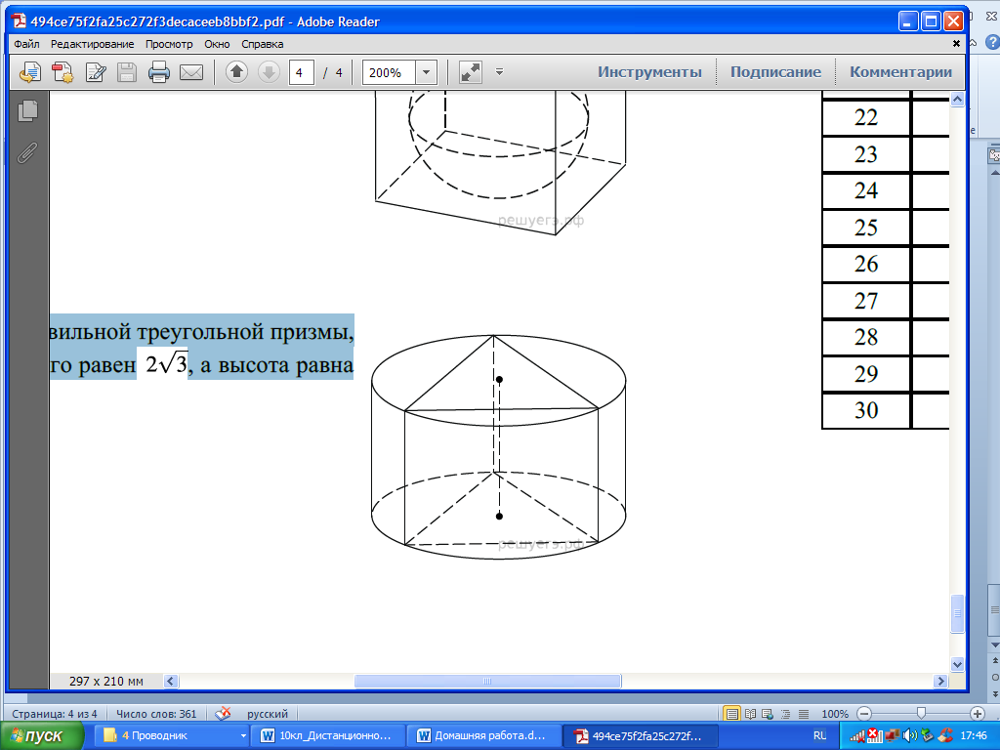 494ce75f2fa25c272f3decaceeb8bbf2.pdf - Adobe Reader
Файл Редактирование Просмотр Окно Справка
4 / 4 200% Инструменты Подписание Комментарии
22
23
24
25
26
27
28
29
30
решуегэ.рф
вильной треугольной призмы,
го равен 2√3, а высота равна
решуегэ.рф
297 x 210 мм
Страница: 4 из 4 Число слов: 361 русский 100%
пуск 4 Проводник 10кл_Дистанционно... Домашняя работа.d... 494ce75f2fa25c272f... RU 17:46